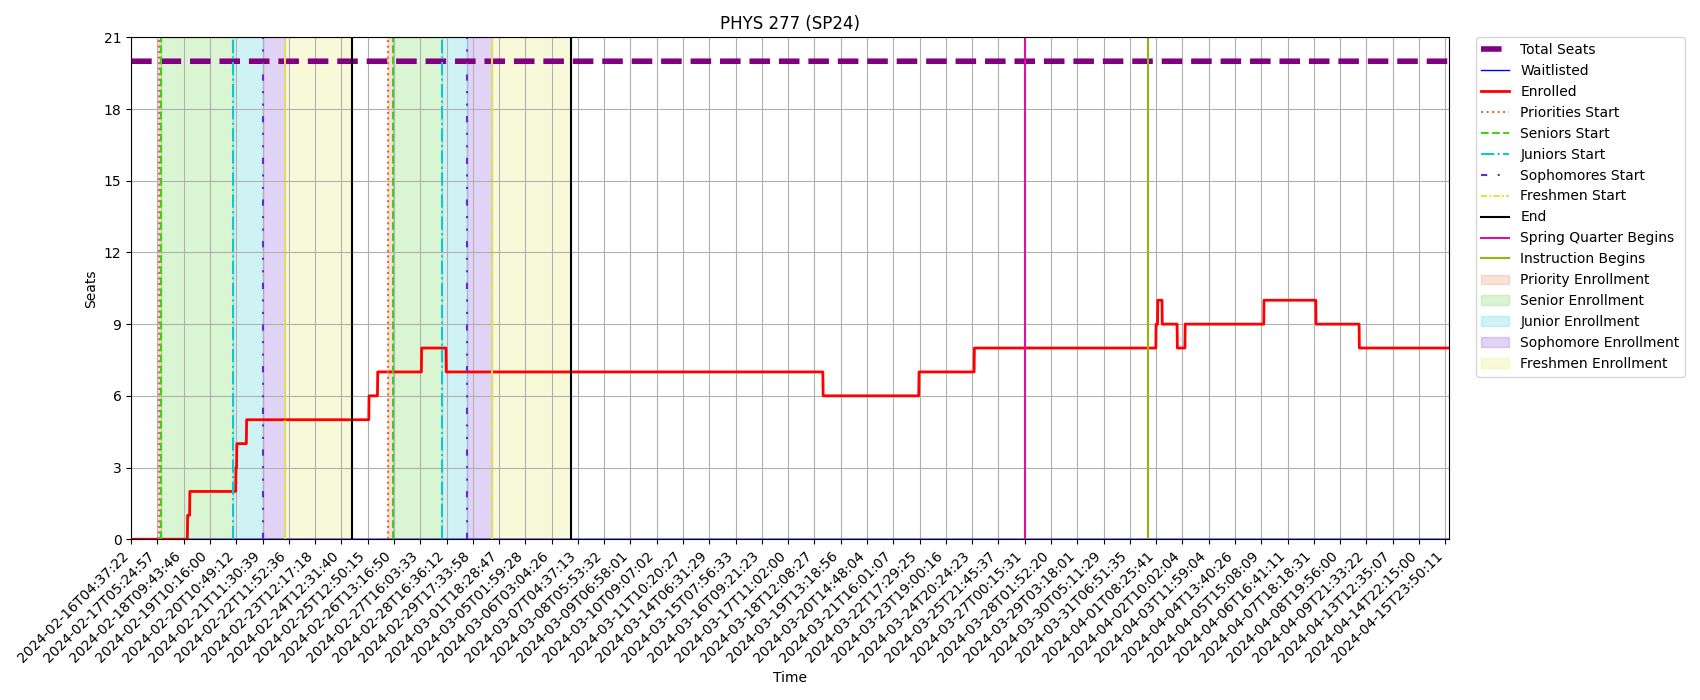 PHYS 277 (SP24)
21
18
15
12
9
6
3
0
Seats
2024-02-16T04:37:22
2024-02-17T05:24:57
2024-02-18T09:43:46
2024-02-19T10:16:00
2024-02-20T10:49:12
2024-02-21T11:30:39
2024-02-22T11:52:36
2024-02-23T12:17:18
2024-02-24T12:31:40
2024-02-25T12:50:15
2024-02-26T13:16:50
2024-02-27T16:03:33
2024-02-28T16:36:12
2024-02-29T17:33:58
2024-03-01T18:28:47
2024-03-05T01:59:28
2024-03-06T03:04:26
2024-03-07T04:37:13
2024-03-08T05:53:32
2024-03-09T06:58:01
2024-03-10T09:07:02
2024-03-11T10:20:27
2024-03-14T06:31:29
2024-03-15T07:56:33
2024-03-16T09:21:23
2024-03-17T11:02:00
2024-03-18T12:08:27
2024-03-19T13:18:56
2024-03-20T14:48:04
2024-03-21T16:01:07
2024-03-22T17:29:25
2024-03-23T19:00:16
2024-03-24T20:24:23
2024-03-25T21:45:37
2024-03-27T00:15:31
2024-03-28T01:52:20
2024-03-29T03:18:01
2024-03-30T05:11:29
2024-03-31T06:51:35
2024-04-01T08:25:41
2024-04-02T10:02:04
2024-04-03T11:59:04
2024-04-04T13:40:26
2024-04-05T15:08:09
2024-04-06T16:41:11
2024-04-07T18:18:31
2024-04-08T19:56:00
2024-04-09T21:33:22
2024-04-13T12:35:07
2024-04-14T22:15:00
2024-04-15T23:50:11
Time
Total Seats
Waitlisted
Enrolled
Priorities Start
Seniors Start
Juniors Start
Sophomores Start
Freshmen Start
End
Spring Quarter Begins
Instruction Begins
Priority Enrollment
Senior Enrollment
Junior Enrollment
Sophomore Enrollment
Freshmen Enrollment